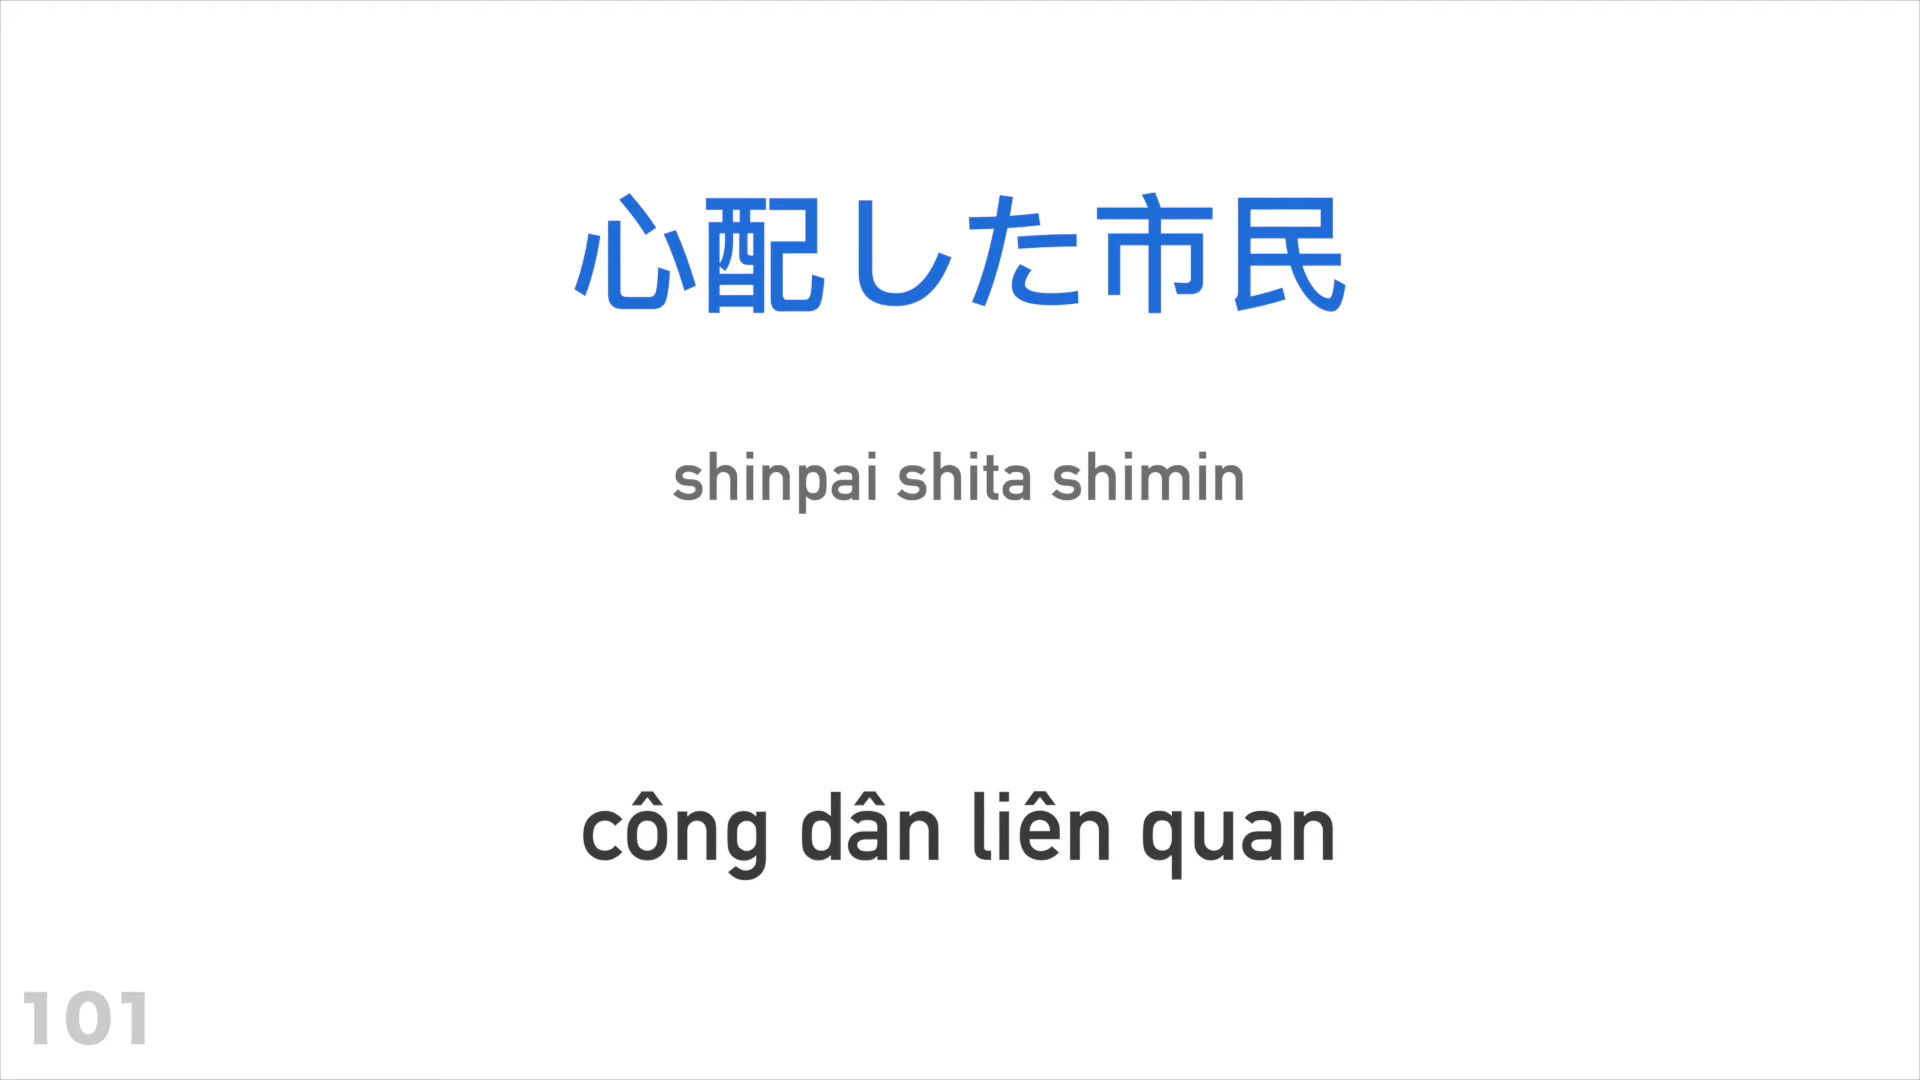 心配した市民
shinpai shita shimin
công dân liên quan
101